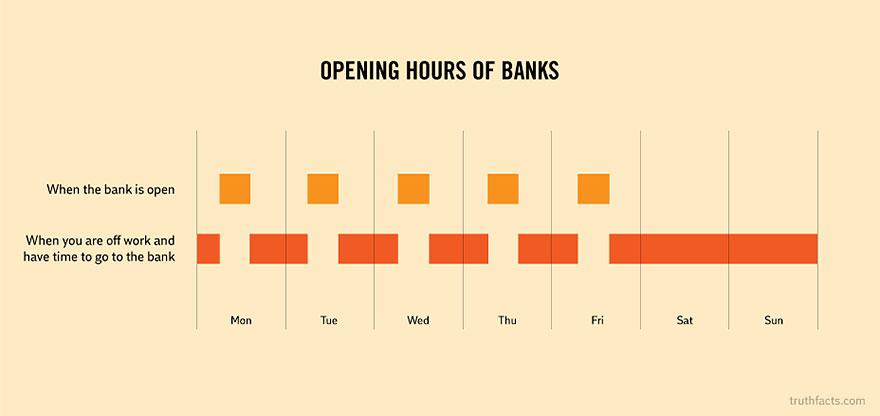 OPENING HOURS OF BANKS
When the bank is open
When you are off work and
have time to go to the bank
Mon Tue Wed Thu Fri Sat Sun
truthfacts.com